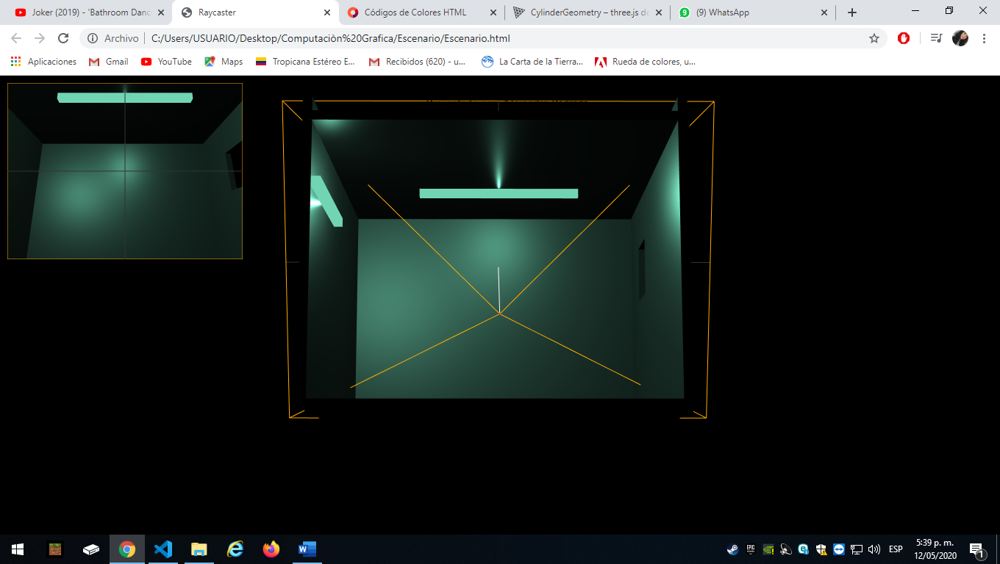 Joker (2019) - 'Bathroom Danc
Raycaster
Códigos de Colores HTML
CylinderGeometry – three.js do
(9) WhatsApp
Archivo
C:/Users/USUARIO/Desktop/Computaciòn%20Grafica/Escenario/Escenario.html
Aplicaciones
Gmail
YouTube
Maps
Tropicana Estéreo E...
Recibidos (620) - u...
La Carta de la Tierra...
Rueda de colores, u...
ESP
5:39 p. m.
12/05/2020
1